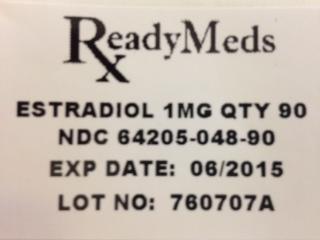 ReadyMeds
ESTRADIOL 1MG QTY 90
NDC 64205-048-90
EXP DATE: 06/2015
LOT NO: 760707A